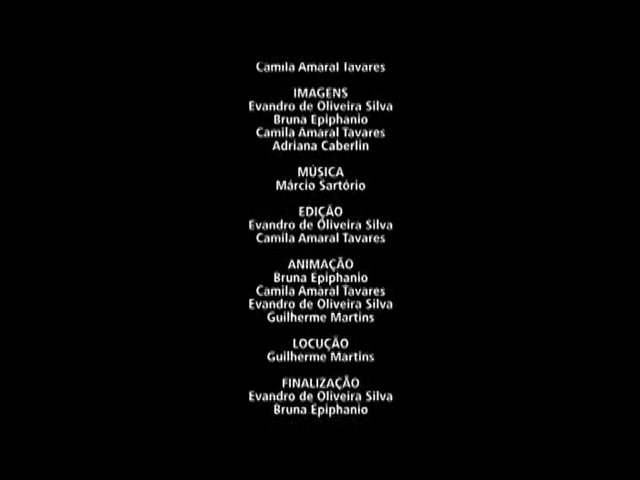 Camila Amaral Tavares
IMAGENS
Evandro de Oliveira Silva
Bruna Epiphanio
Camila Amaral Tavares
Adriana Caberlin
MÚSICA
Márcio Sartório
EDIÇÃO
Evandro de Oliveira Silva
Camila Amaral Tavares
ANIMAÇÃO
Bruna Epiphanio
Camila Amaral Tavares
Evandro de Oliveira Silva
Guilherme Martins
LOCUÇÃO
Guilherme Martins
FINALIZAÇÃO
Evandro de Oliveira Silva
Bruna Epiphanio